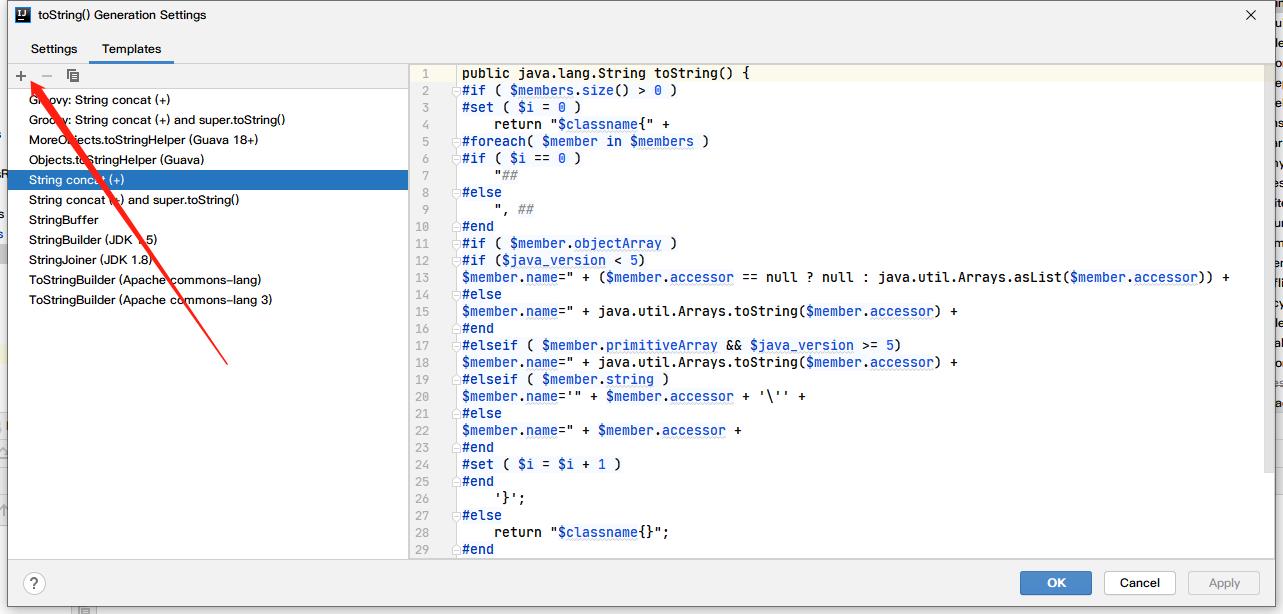 toString() Generation Settings
Settings Templates
Groovy: String concat (+)
Groovy: String concat (+) and super.toString()
MoreObjects.toStringHelper (Guava 18+)
Objects.toStringHelper (Guava)
String concat (+)
String concat (+) and super.toString()
StringBuffer
StringBuilder (JDK 1.5)
StringJoiner (JDK 1.8)
ToStringBuilder (Apache commons-lang)
ToStringBuilder (Apache commons-lang 3)
1 public java.lang.String toString() {
2 #if ( $members.size() > 0 )
3 #set ( $i = 0 )
4     return "$classname{" +
5 #foreach( $member in $members )
6 #if ( $i == 0 )
7     "##
8 #else
9     ", ##
10 #end
11 #if ( $member.objectArray )
12 #if ($java_version < 5)
13 $member.name=" + ($member.accessor == null ? null : java.util.Arrays.asList($member.accessor)) +
14 #else
15 $member.name=" + java.util.Arrays.toString($member.accessor) +
16 #end
17 #elseif ( $member.primitiveArray && $java_version >= 5)
18 $member.name=" + java.util.Arrays.toString($member.accessor) +
19 #elseif ( $member.string )
20 $member.name='" + $member.accessor + '\'' +
21 #else
22 $member.name=" + $member.accessor +
23 #end
24 #set ( $i = $i + 1 )
25 #end
26     '}';
27 #else
28     return "$classname{}";
29 #end
? OK Cancel Apply